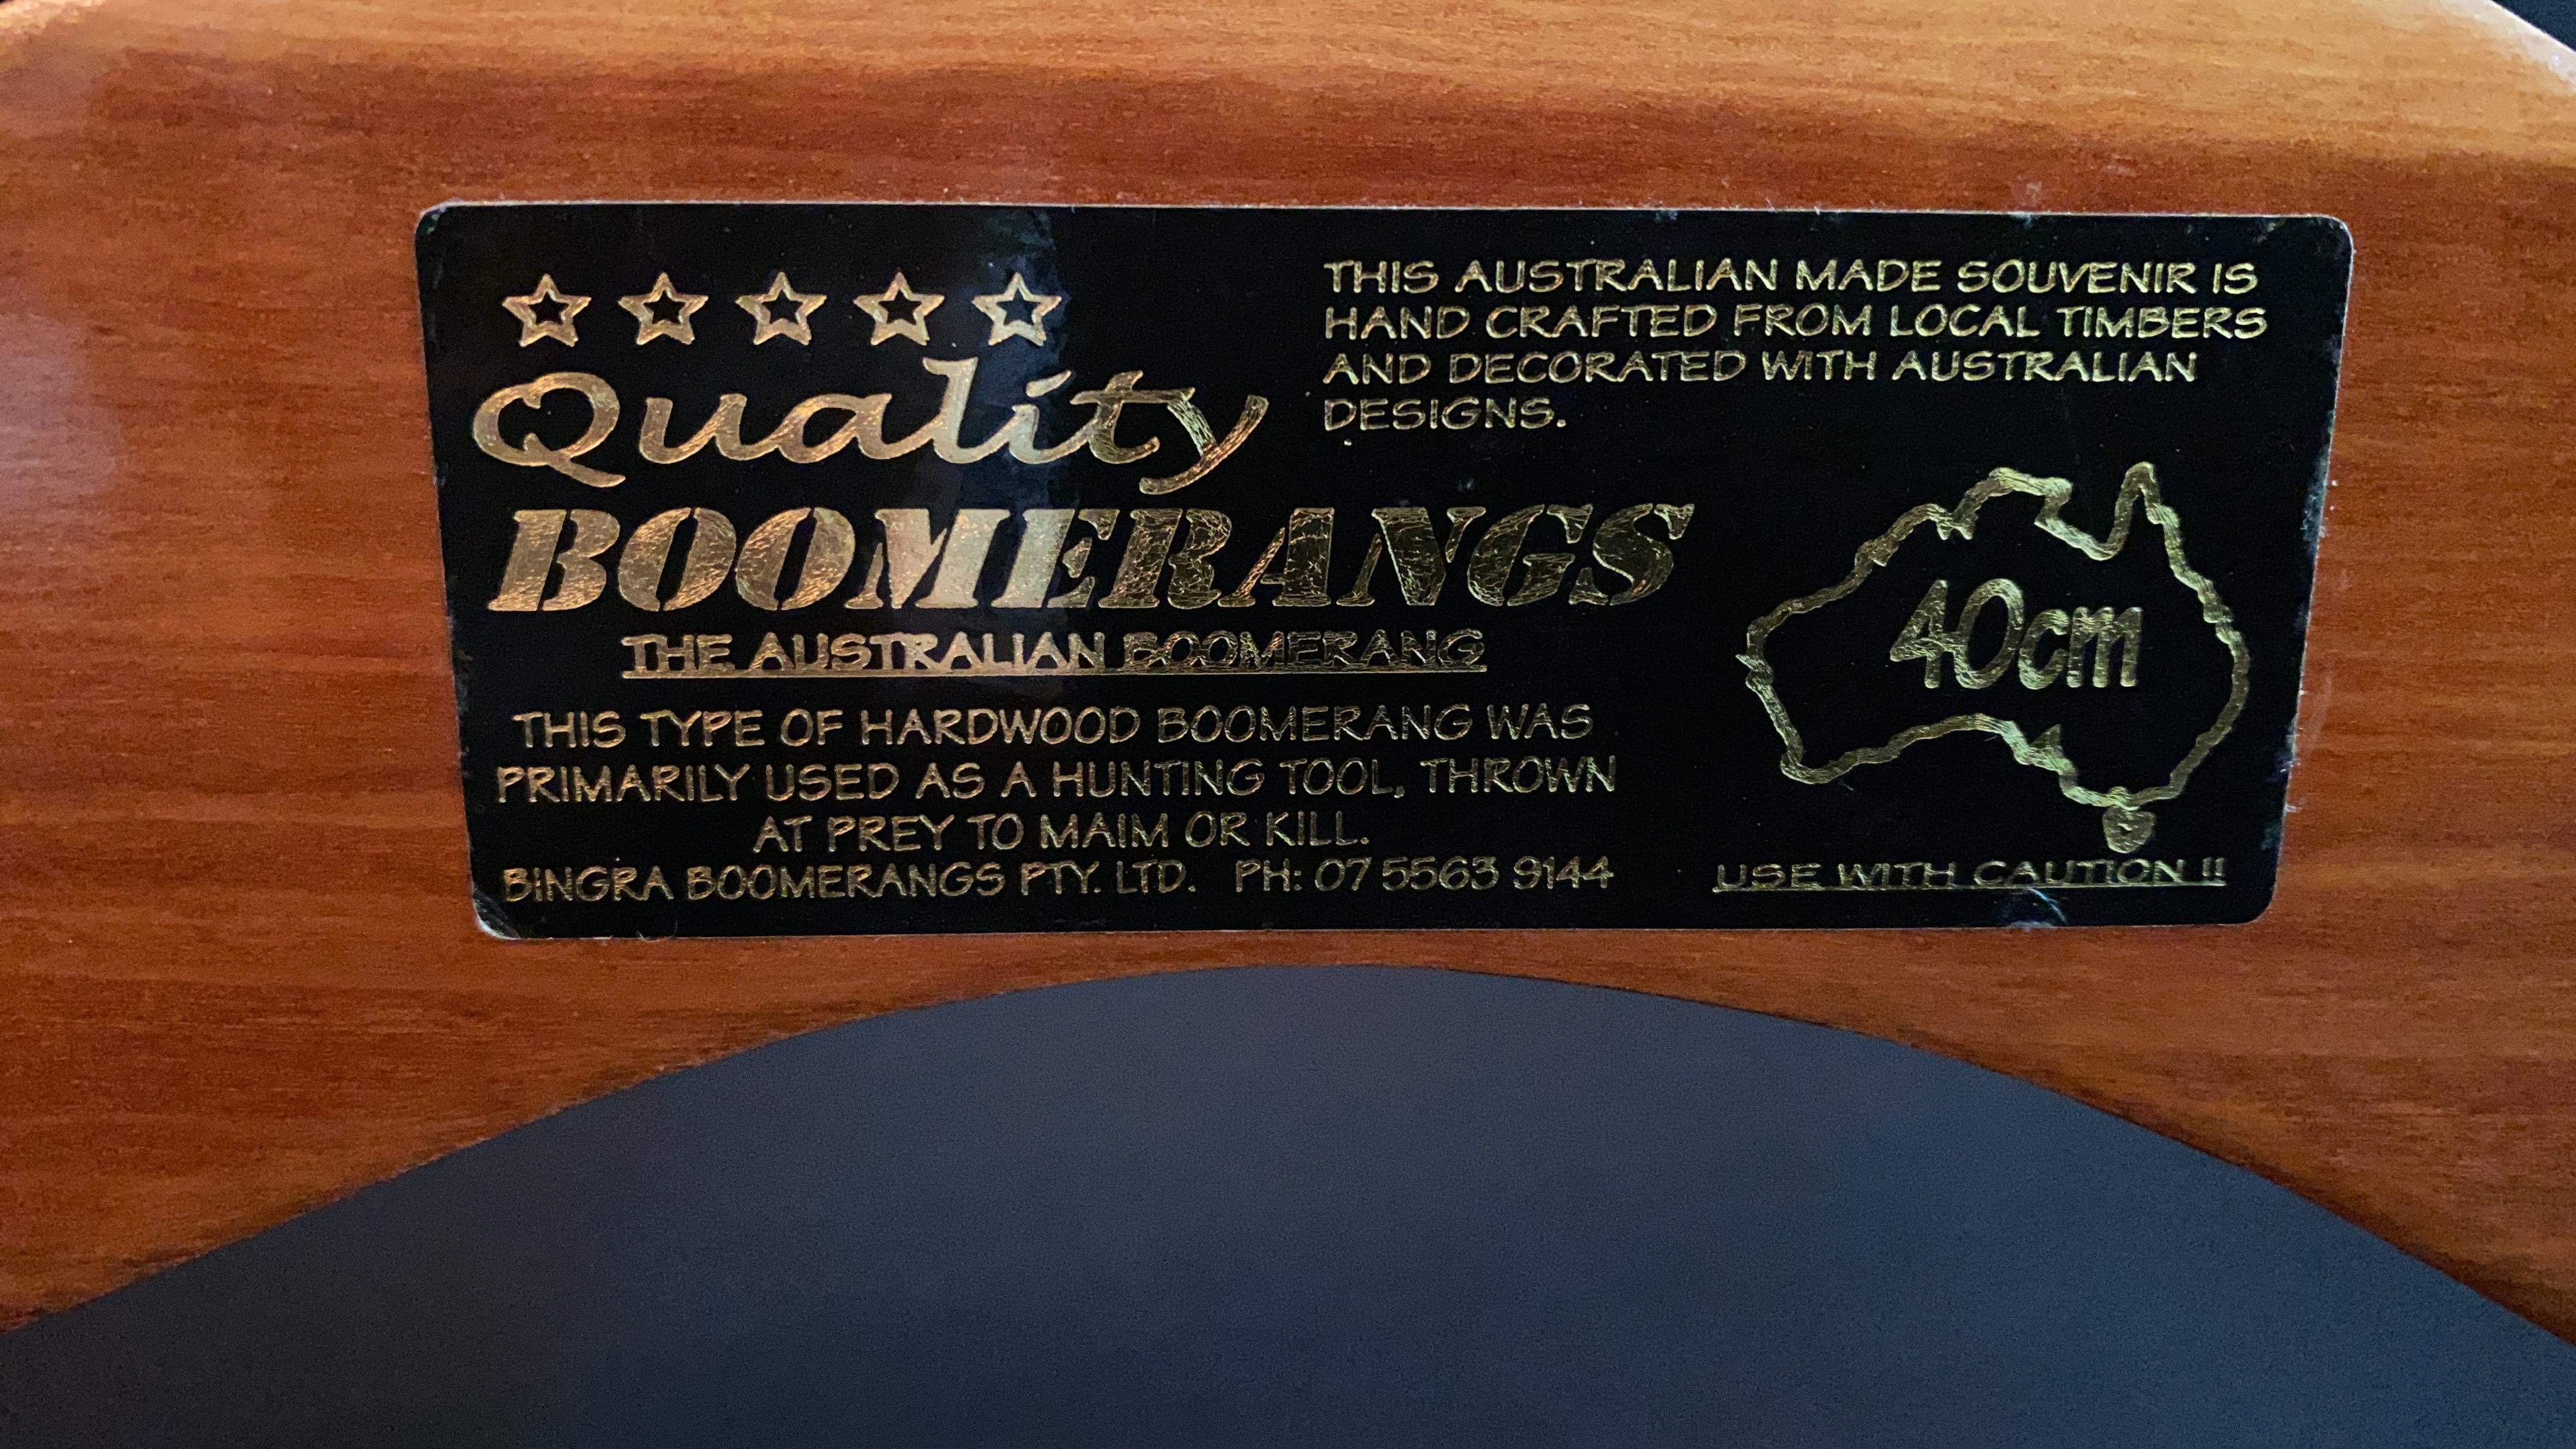 Quality
BOOMERANGS
THE AUSTRALIAN BOOMERANG
THIS TYPE OF HARDWOOD BOOMERANG WAS
PRIMARILY USED AS A HUNTING TOOL, THROWN
AT PREY TO MAIM OR KILL.
BINGRA BOOMERANGS PTY. LTD. PH: 07 5563 9144
THIS AUSTRALIAN MADE SOUVENIR IS
HAND CRAFTED FROM LOCAL TIMBERS
AND DECORATED WITH AUSTRALIAN
DESIGNS.
40cm
USE WITH CAUTION !!